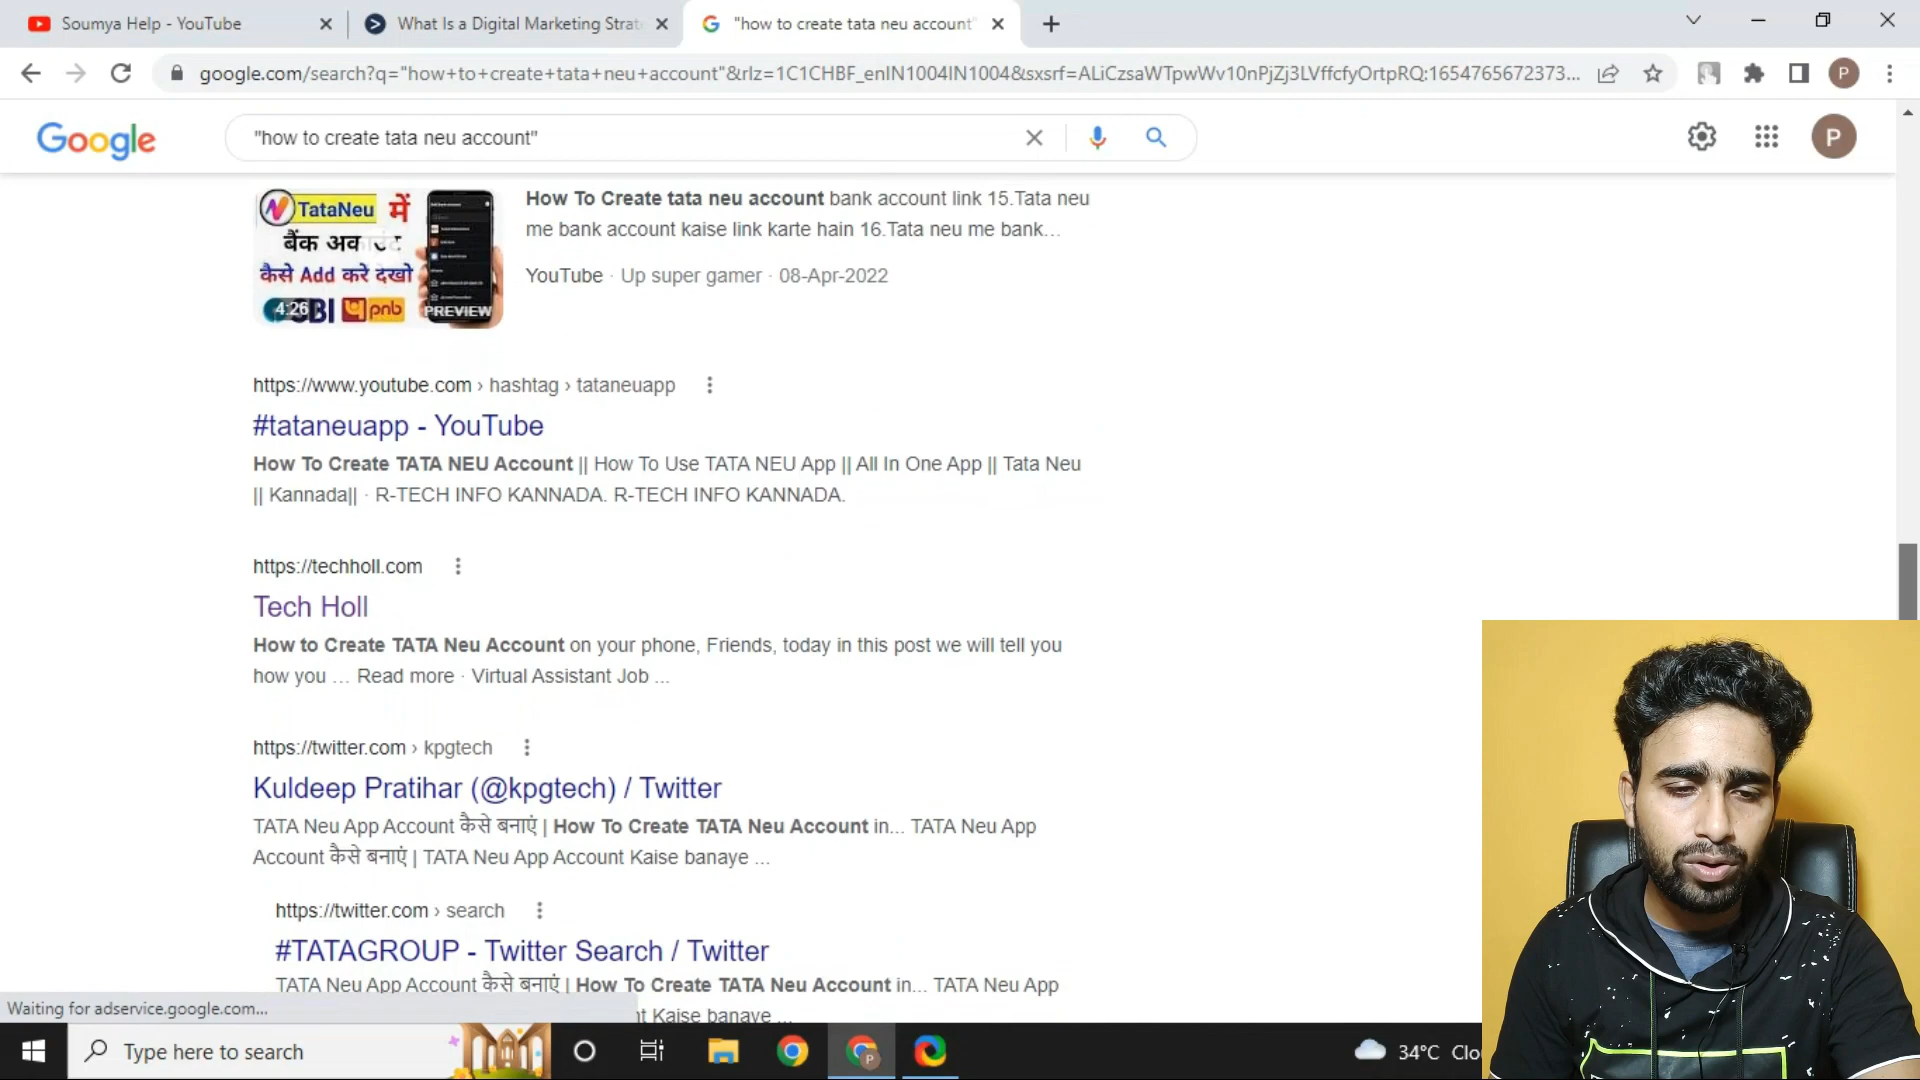 Soumya Help - YouTube
What Is a Digital Marketing Strat
"how to create tata neu account"
google.com/search?q="how+to+create+tata+neu+account"&rlz=1C1CHBF_enIN1004IN1004&sxsrf=ALiCzsaWTpwWv10nPjZj3LVffcfyOrtpRQ:1654765672373...
P
Google
"how to create tata neu account"
P
TataNeu में
बैंक अकाउंट
कैसे Add करे देखो
4:26
BI
pnb
PREVIEW
How To Create tata neu account bank account link 15.Tata neu
me bank account kaise link karte hain 16.Tata neu me bank...
YouTube · Up super gamer · 08-Apr-2022
https://www.youtube.com › hashtag › tataneuapp
#tataneuapp - YouTube
How To Create TATA NEU Account || How To Use TATA NEU App || All In One App || Tata Neu
|| Kannada|| · R-TECH INFO KANNADA. R-TECH INFO KANNADA.
https://techholl.com
Tech Holl
How to Create TATA Neu Account on your phone, Friends, today in this post we will tell you
how you ... Read more · Virtual Assistant Job ...
https://twitter.com › kpgtech
Kuldeep Pratihar (@kpgtech) / Twitter
TATA Neu App Account कैसे बनाएं | How To Create TATA Neu Account in... TATA Neu App
Account कैसे बनाएं | TATA Neu App Account Kaise banaye ...
https://twitter.com › search
#TATAGROUP - Twitter Search / Twitter
TATA Neu App Account कैसे बनाएं | How To Create TATA Neu Account in... TATA Neu App
nt Kaise banaye ...
Waiting for adservice.google.com...
Type here to search
P
34°C Clo